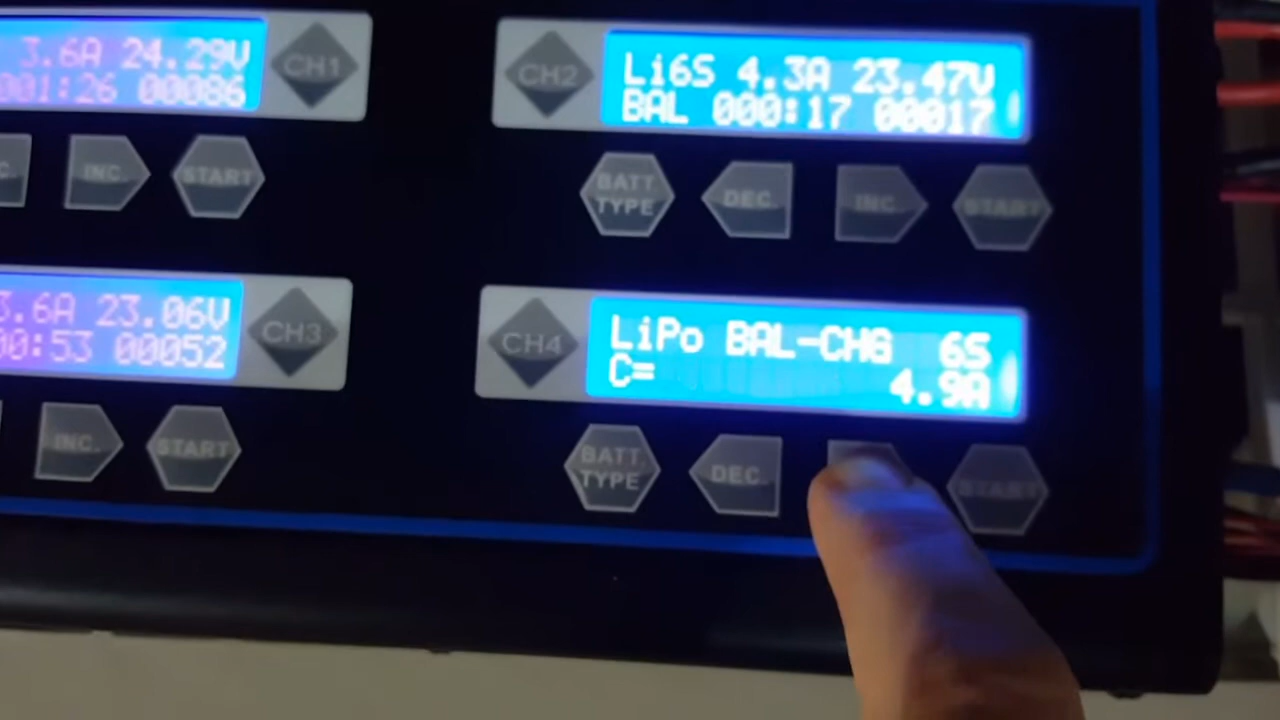 3.6A 24.29V
001:26 00086
CH1
CH2
Li6S 4.3A 23.47V
BAL 000:17 00017
INC.
START
BATT
TYPE
DEC.
INC.
START
3.6A 23.06V
00:53 00052
CH3
CH4
LiPo BAL-CHG 6S
C= 4.9A
INC.
START
BATT
TYPE
DEC.
START